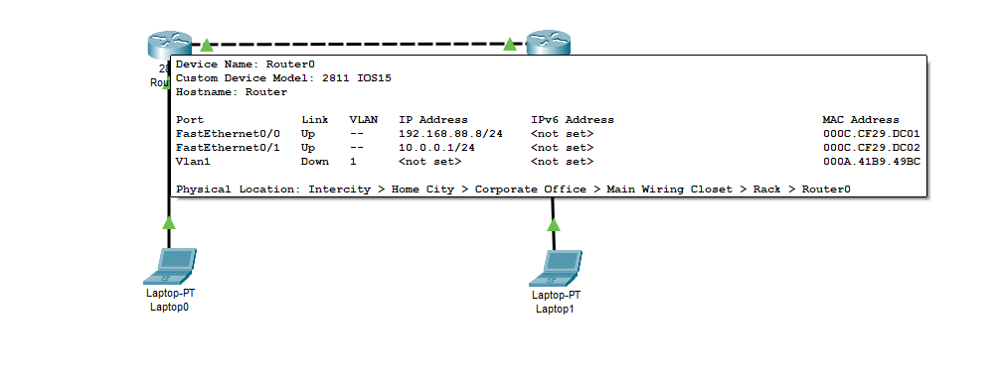 28
Rou
Device Name: Router0
Custom Device Model: 2811 IOS15
Hostname: Router
Port Link VLAN IP Address IPv6 Address MAC Address
FastEthernet0/0 Up -- 192.168.88.8/24 <not set> 000C.CF29.DC01
FastEthernet0/1 Up -- 10.0.0.1/24 <not set> 000C.CF29.DC02
Vlan1 Down 1 <not set> <not set> 000A.41B9.49BC
Physical Location: Intercity > Home City > Corporate Office > Main Wiring Closet > Rack > Router0
Laptop-PT
Laptop0
Laptop-PT
Laptop1